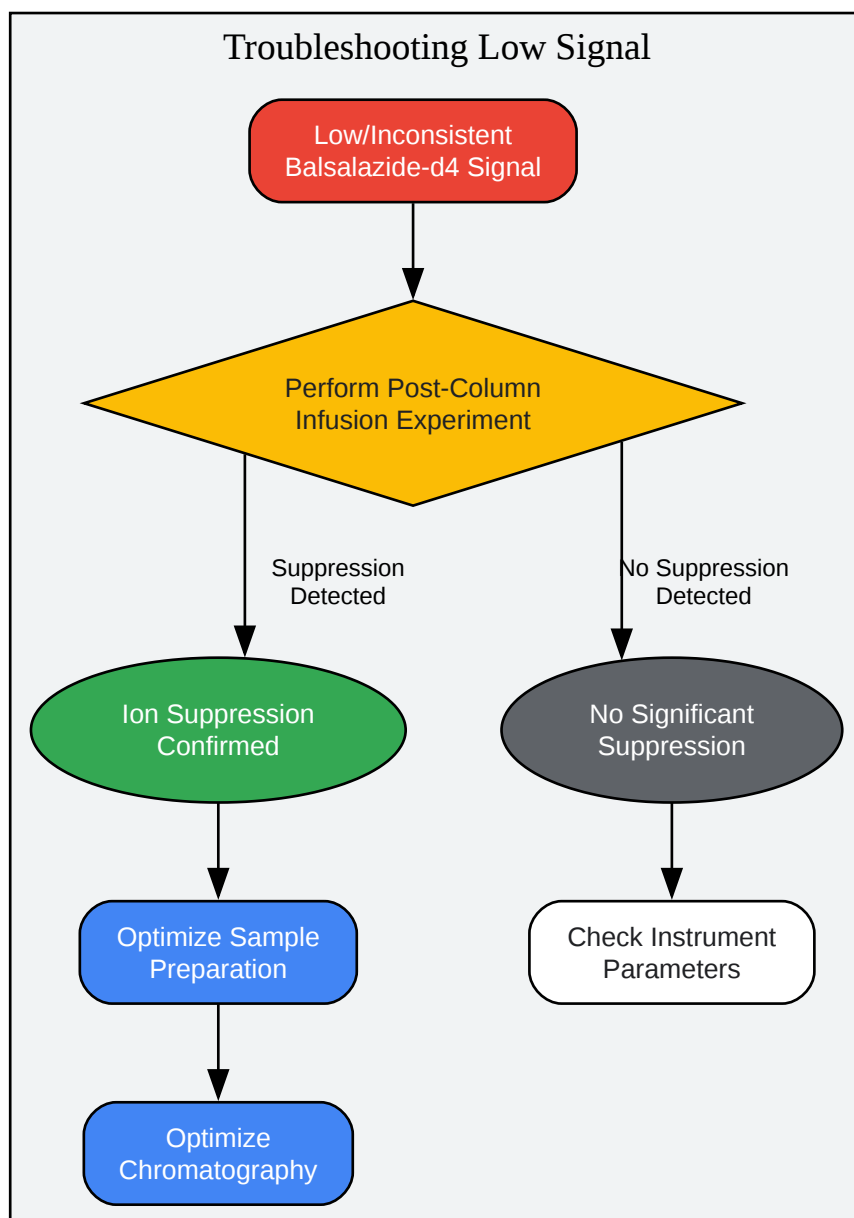 Troubleshooting Low Signal
Low/Inconsistent
Balsalazide-d4 Signal
Perform Post-Column
Infusion Experiment
Suppression
Detected
No Suppression
Detected
Ion Suppression
Confirmed
No Significant
Suppression
Optimize Sample
Preparation
Check Instrument
Parameters
Optimize
Chromatography